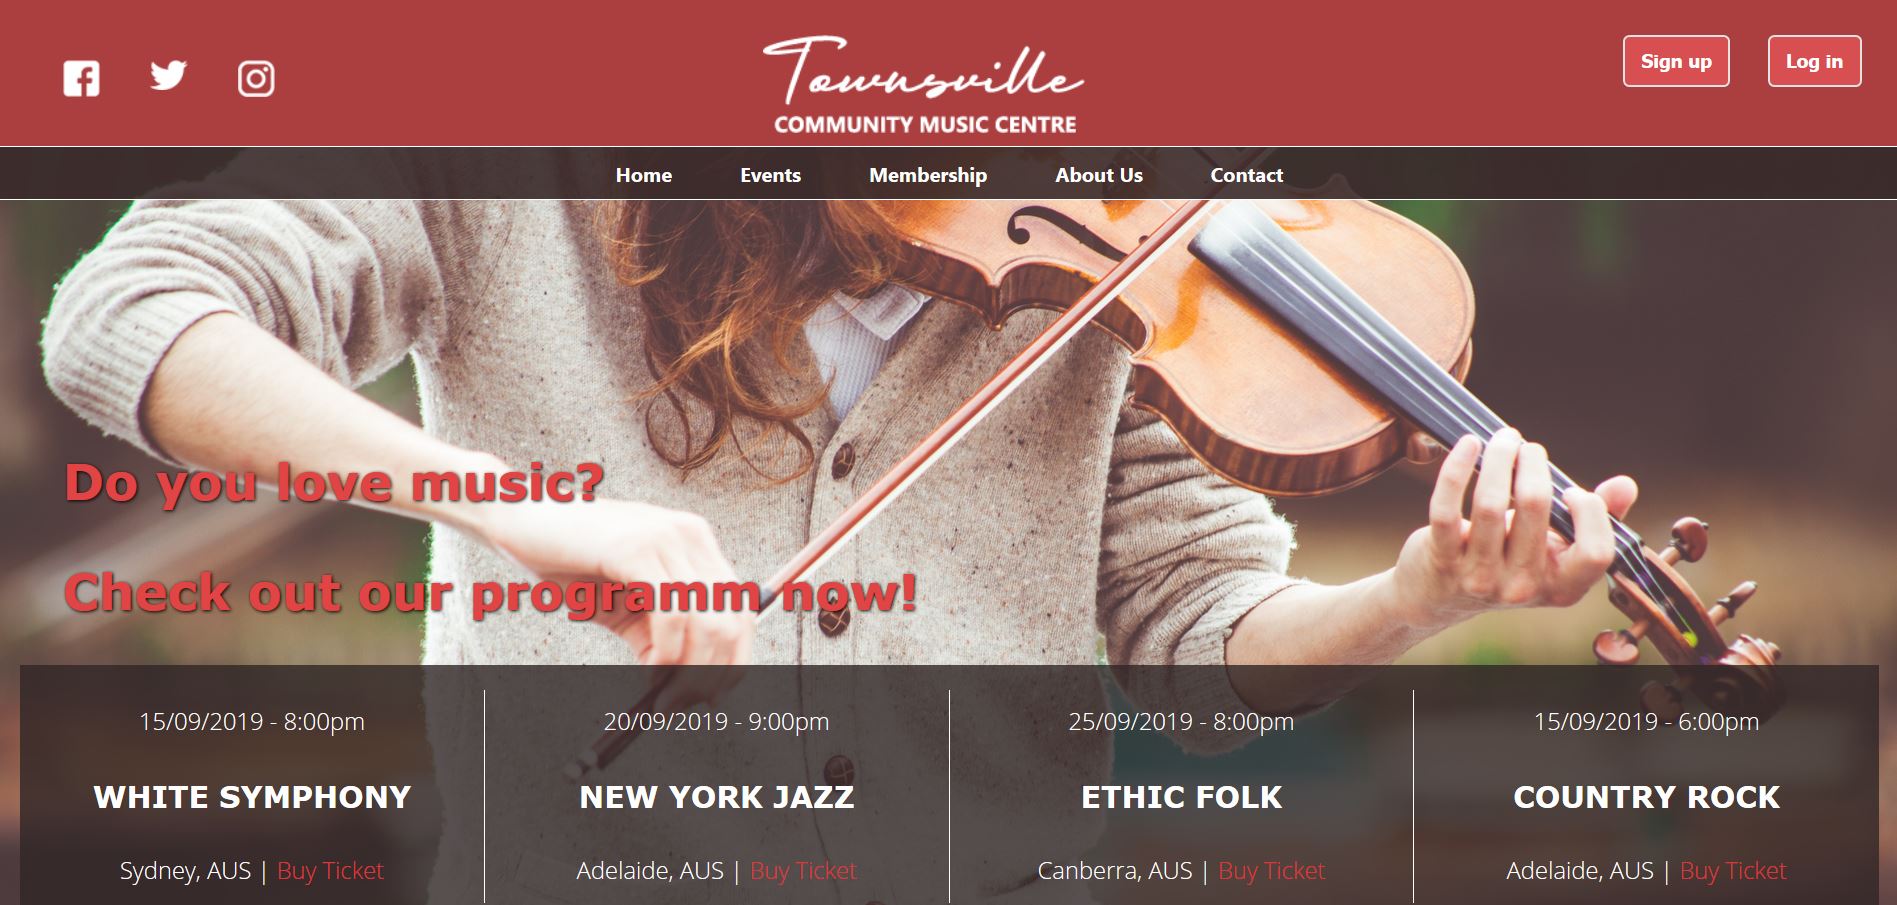 Townsville
COMMUNITY MUSIC CENTRE
Sign up
Log in
Home
Events
Membership
About Us
Contact
Do you love music?
Check out our programm now!
15/09/2019 - 8:00pm
WHITE SYMPHONY
Sydney, AUS | Buy Ticket
20/09/2019 - 9:00pm
NEW YORK JAZZ
Adelaide, AUS | Buy Ticket
25/09/2019 - 8:00pm
ETHIC FOLK
Canberra, AUS | Buy Ticket
15/09/2019 - 6:00pm
COUNTRY ROCK
Adelaide, AUS | Buy Ticket